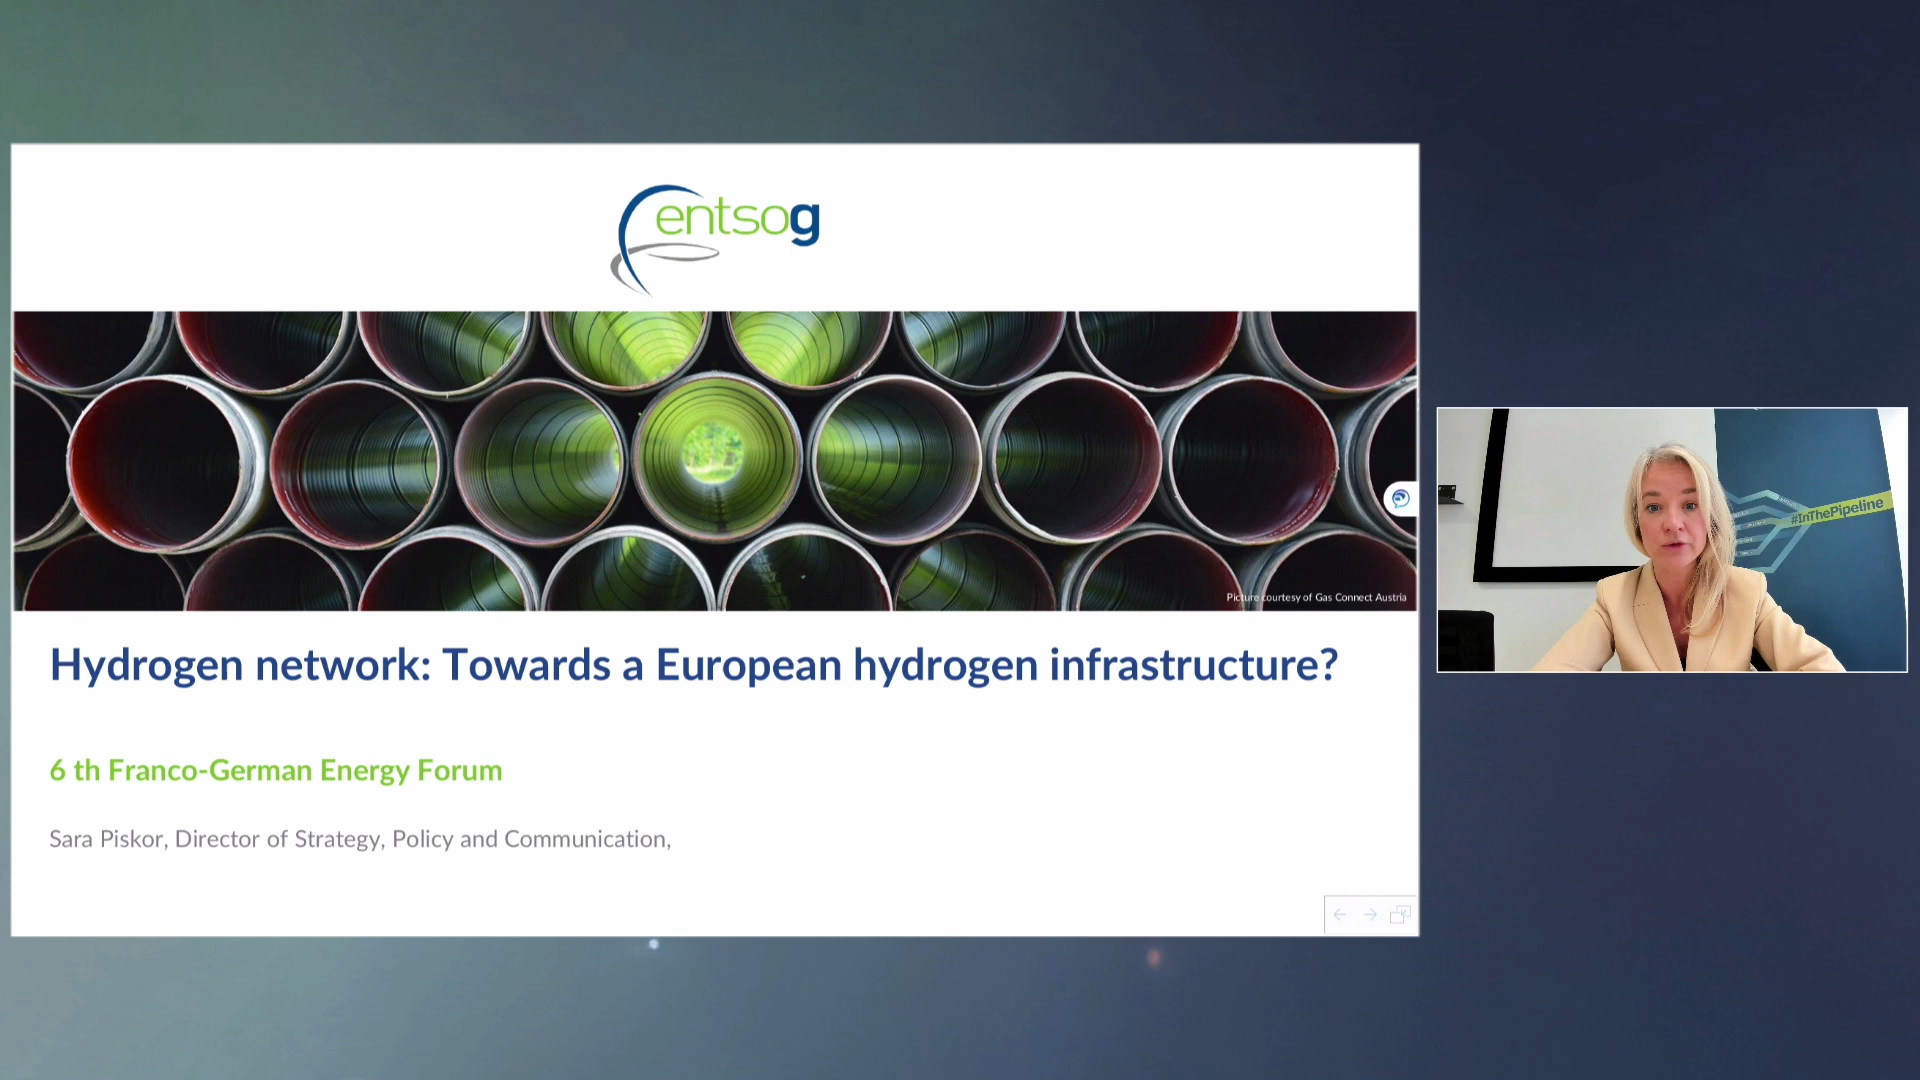 entsog
Picture courtesy of Gas Connect Austria
#InThePipeline
Hydrogen network: Towards a European hydrogen infrastructure?
6 th Franco-German Energy Forum
Sara Piskor, Director of Strategy, Policy and Communication,